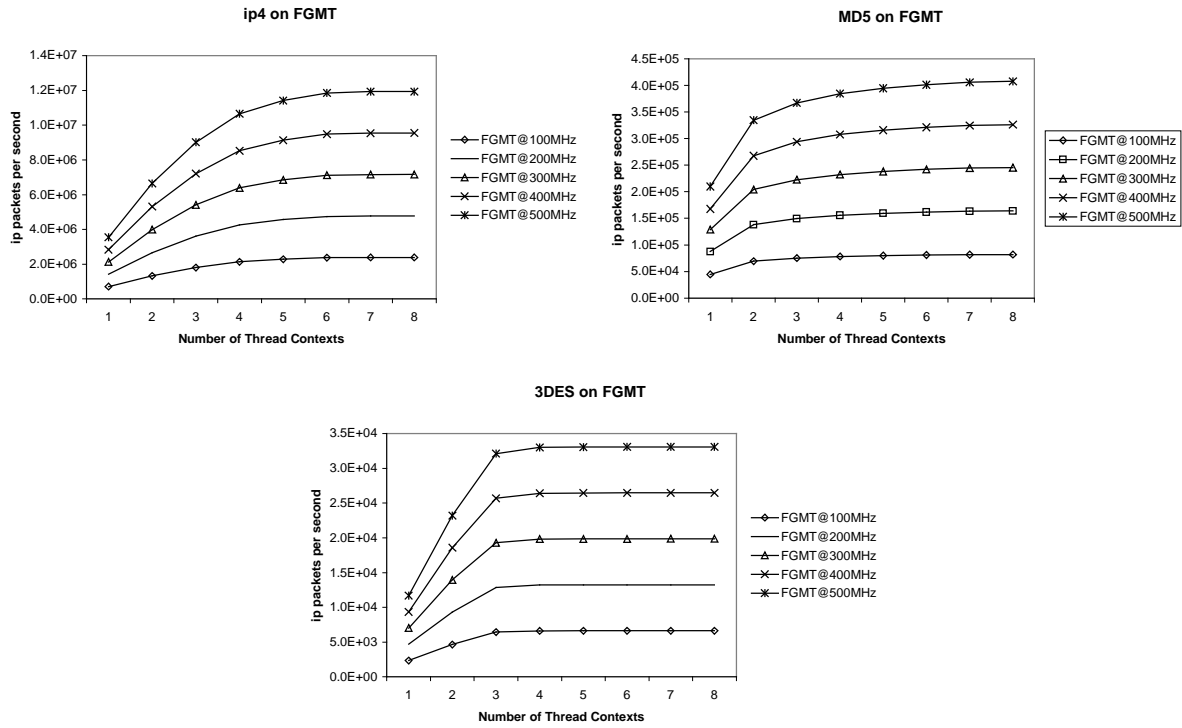 ip4 on FGMT
1.4E+07
1.2E+07
1.0E+07
8.0E+06
6.0E+06
4.0E+06
2.0E+06
0.0E+00
ip packets per second
1 2 3 4 5 6 7 8
Number of Thread Contexts
FGMT@100MHz
FGMT@200MHz
FGMT@300MHz
FGMT@400MHz
FGMT@500MHz
MD5 on FGMT
4.5E+05
4.0E+05
3.5E+05
3.0E+05
2.5E+05
2.0E+05
1.5E+05
1.0E+05
5.0E+04
0.0E+00
ip packets per second
1 2 3 4 5 6 7 8
Number of Thread Contexts
FGMT@100MHz
FGMT@200MHz
FGMT@300MHz
FGMT@400MHz
FGMT@500MHz
3DES on FGMT
3.5E+04
3.0E+04
2.5E+04
2.0E+04
1.5E+04
1.0E+04
5.0E+03
0.0E+00
ip packets per second
1 2 3 4 5 6 7 8
Number of Thread Contexts
FGMT@100MHz
FGMT@200MHz
FGMT@300MHz
FGMT@400MHz
FGMT@500MHz